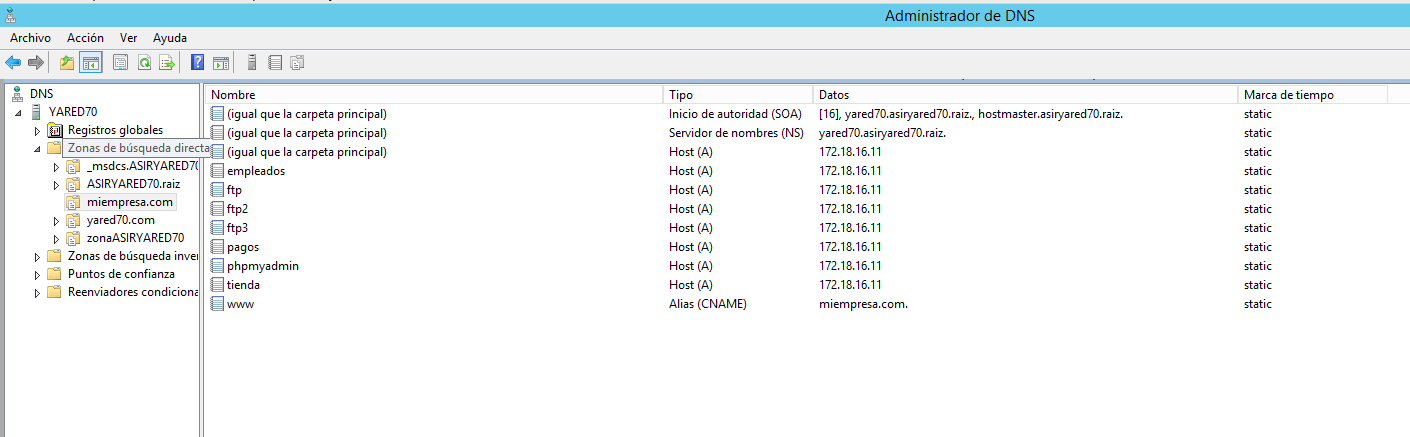 Administrador de DNS
Archivo Acción Ver Ayuda
DNS
YARED70
Registros globales
Zonas de búsqueda directa
_msdcs.ASIRYARED70
ASIRYARED70.raiz
miempresa.com
yared70.com
zonaASIRYARED70
Zonas de búsqueda inver
Puntos de confianza
Reenviadores condiciona
Nombre Tipo Datos Marca de tiempo
(igual que la carpeta principal) Inicio de autoridad (SOA) [16], yared70.asiryared70.raiz., hostmaster.asiryared70.raiz. static
(igual que la carpeta principal) Servidor de nombres (NS) yared70.asiryared70.raiz. static
(igual que la carpeta principal) Host (A) 172.18.16.11 static
empleados Host (A) 172.18.16.11 static
ftp Host (A) 172.18.16.11 static
ftp2 Host (A) 172.18.16.11 static
ftp3 Host (A) 172.18.16.11 static
pagos Host (A) 172.18.16.11 static
phpmyadmin Host (A) 172.18.16.11 static
tienda Host (A) 172.18.16.11 static
www Alias (CNAME) miempresa.com. static